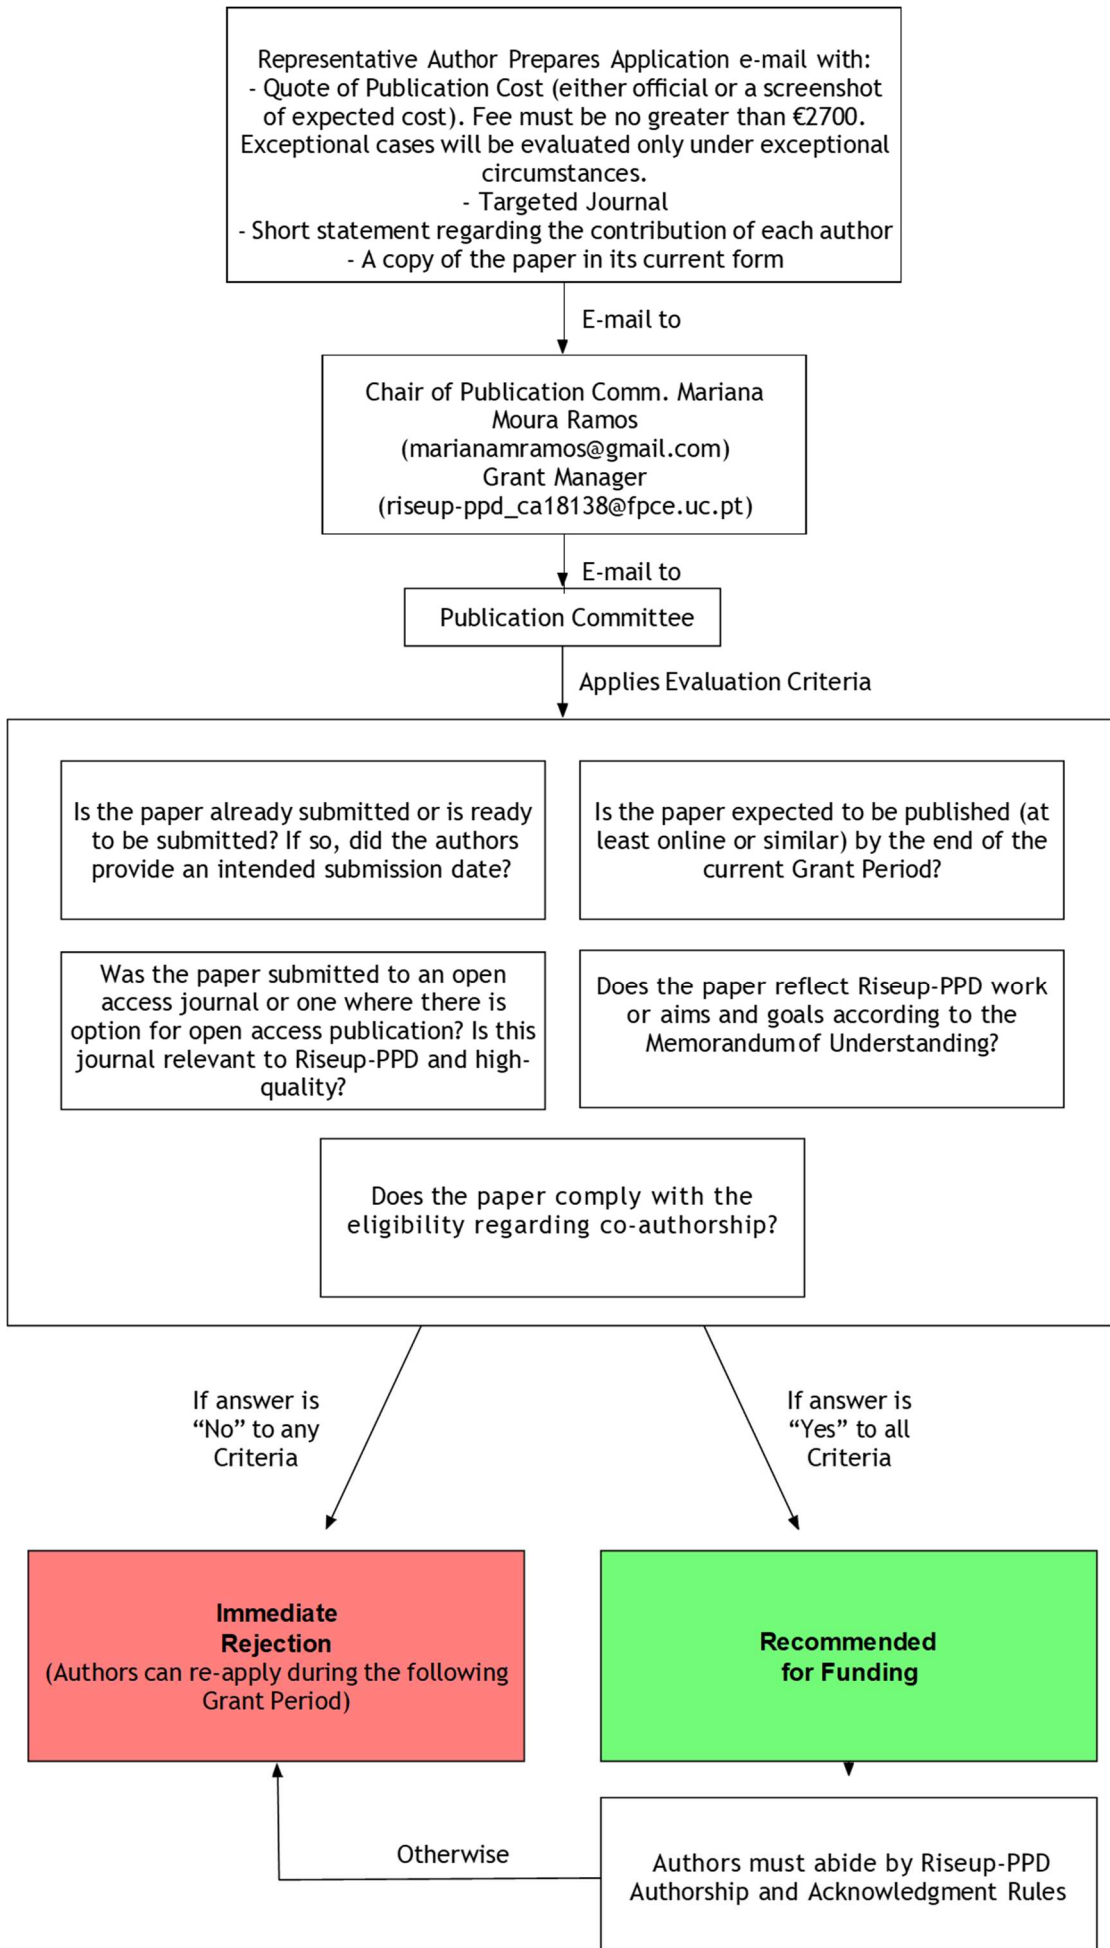 Representative Author Prepares Application e-mail with:
- Quote of Publication Cost (either official or a screenshot
of expected cost). Fee must be no greater than €2700.
Exceptional cases will be evaluated only under exceptional
circumstances.
- Targeted Journal
- Short statement regarding the contribution of each author
- A copy of the paper in its current form
E-mail to
Chair of Publication Comm. Mariana
Moura Ramos
(marianamramos@gmail.com)
Grant Manager
(riseup-ppd_ca18138@fpce.uc.pt)
E-mail to
Publication Committee
Applies Evaluation Criteria
Is the paper already submitted or is ready
to be submitted? If so, did the authors
provide an intended submission date?
Is the paper expected to be published (at
least online or similar) by the end of the
current Grant Period?
Was the paper submitted to an open
access journal or one where there is
option for open access publication? Is this
journal relevant to Riseup-PPD and high-
quality?
Does the paper reflect Riseup-PPD work
or aims and goals according to the
Memorandum of Understanding?
Does the paper comply with the
eligibility regarding co-authorship?
If answer is
“No” to any
Criteria
If answer is
“Yes” to all
Criteria
Immediate
Rejection
(Authors can re-apply during the following
Grant Period)
Recommended
for Funding
Otherwise
Authors must abide by Riseup-PPD
Authorship and Acknowledgment Rules